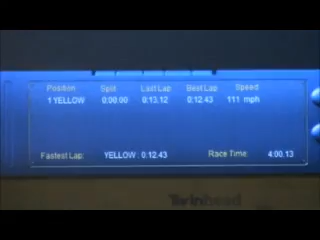 Position Split Last Lap Best Lap Speed
1 YELLOW 0:00.00 0:13.12 0:12.43 111 mph
Fastest Lap: YELLOW : 0:12.43 Race Time: 4:00.13
Twinhead